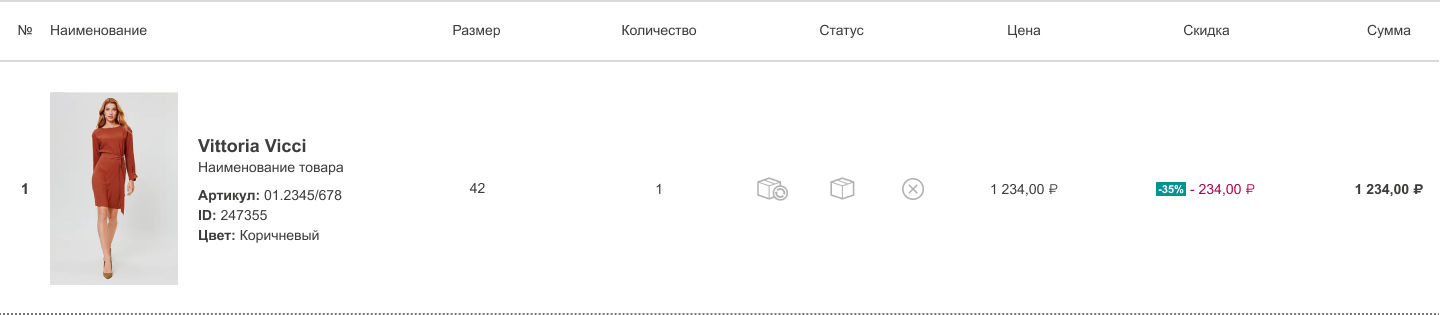 № Наименование Размер Количество Статус Цена Скидка Сумма
Vittoria Vicci
Наименование товара
1 42 1 1 234,00 ₽ -35% - 234,00 ₽ 1 234,00 ₽
Артикул: 01.2345/678
ID: 247355
Цвет: Коричневый